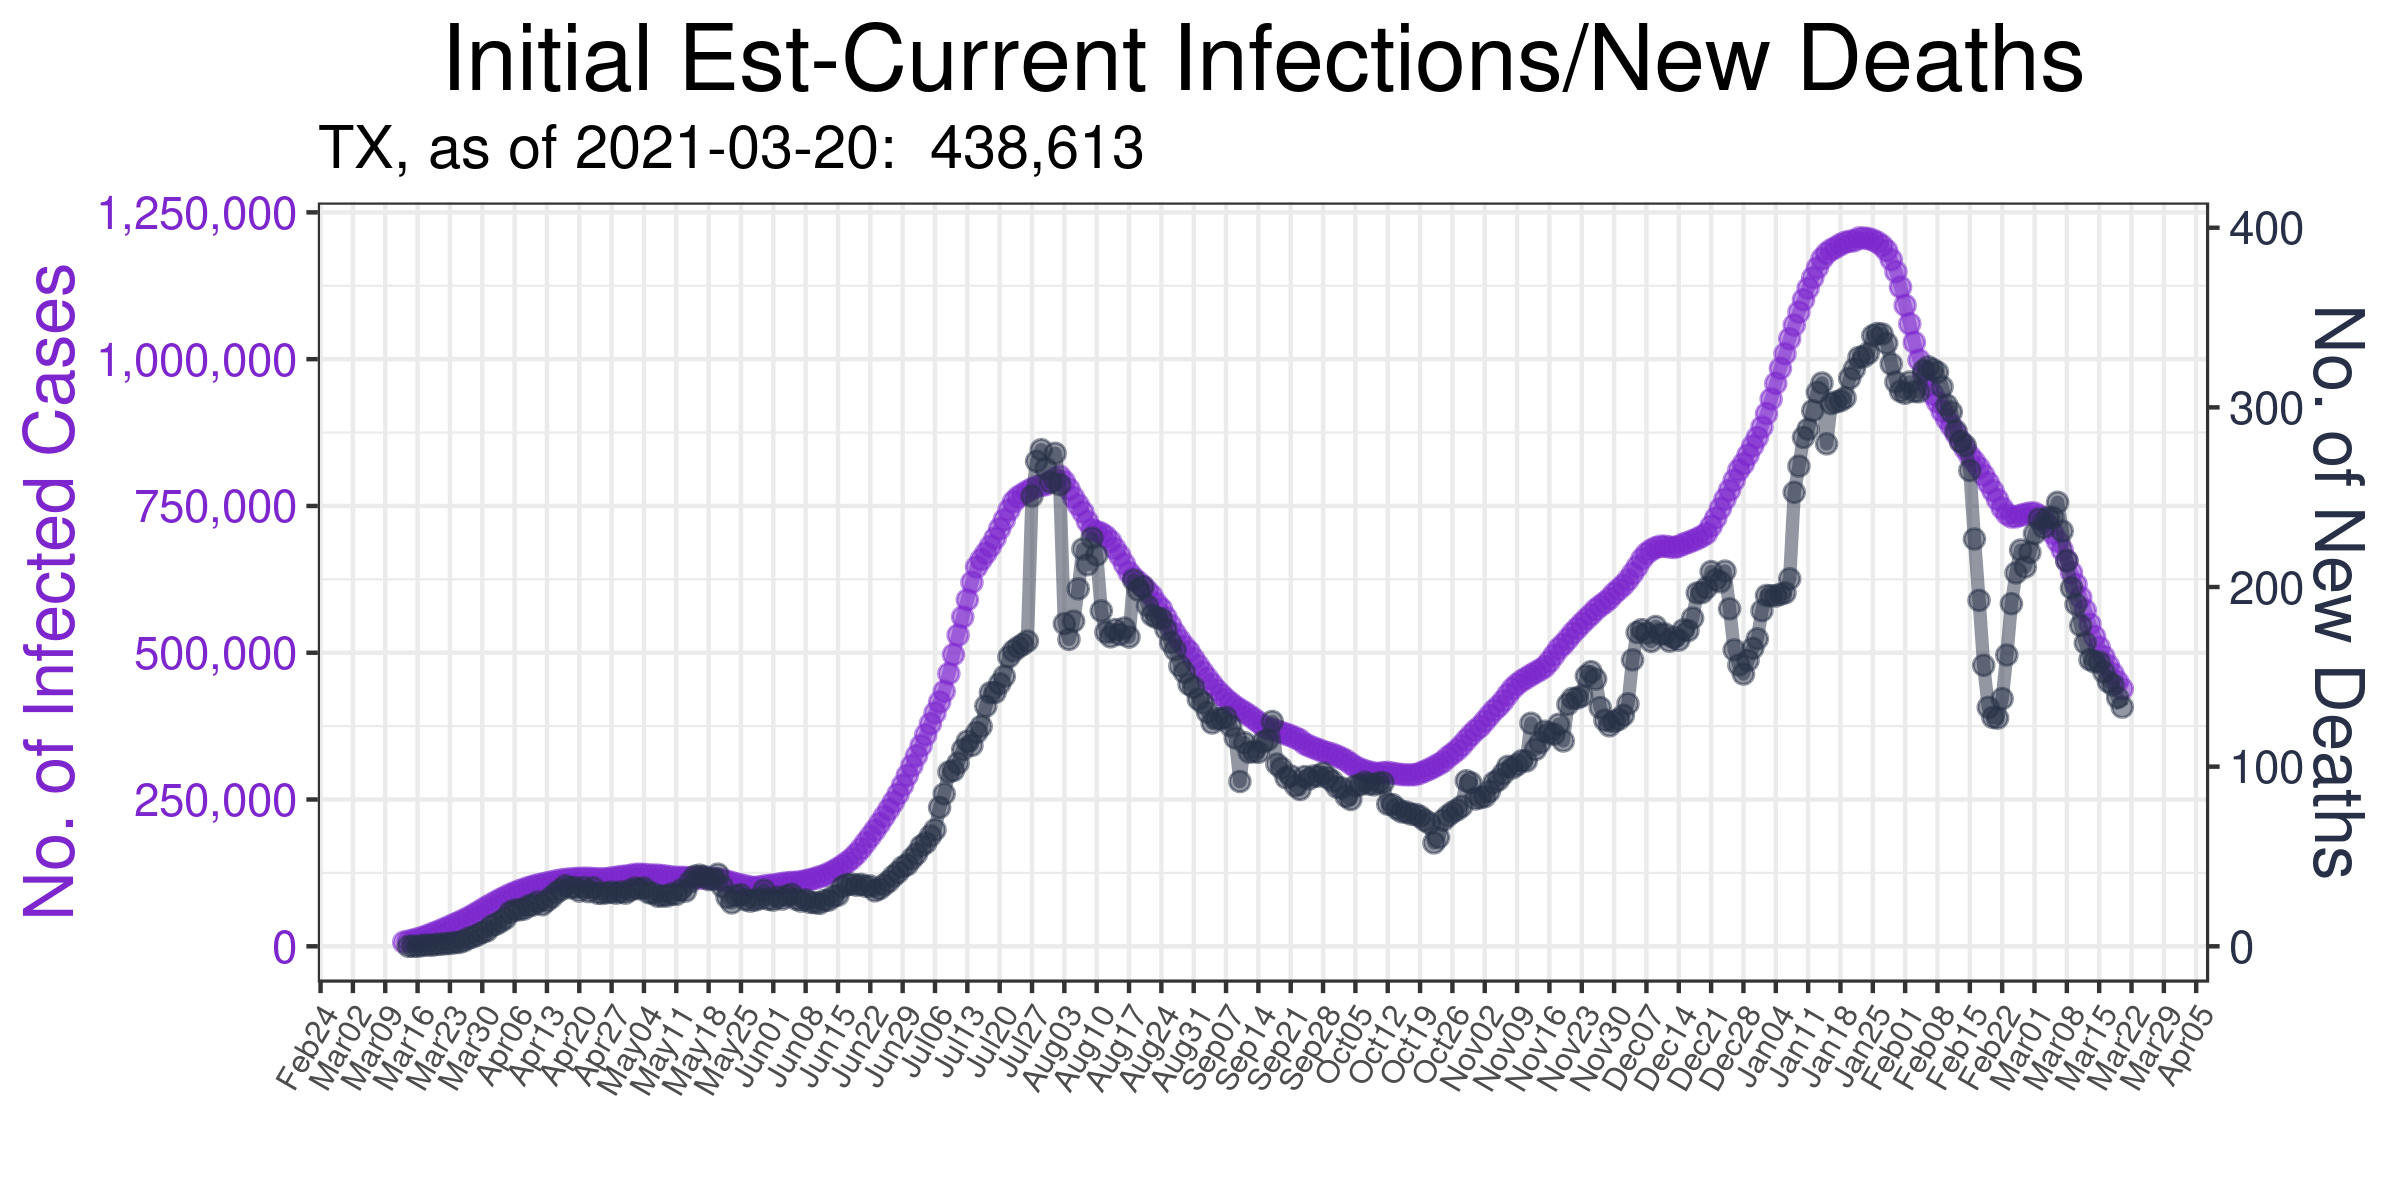 Initial Est-Current Infections/New Deaths
TX, as of 2021-03-20:  438,613
No. of Infected Cases
1,250,000
1,000,000
750,000
500,000
250,000
0
400
300
200
100
0
No. of New Deaths
Feb24
Mar02
Mar09
Mar16
Mar23
Mar30
Apr06
Apr13
Apr20
Apr27
May04
May11
May18
May25
Jun01
Jun08
Jun15
Jun22
Jun29
Jul06
Jul13
Jul20
Jul27
Aug03
Aug10
Aug17
Aug24
Aug31
Sep07
Sep14
Sep21
Sep28
Oct05
Oct12
Oct19
Oct26
Nov02
Nov09
Nov16
Nov23
Nov30
Dec07
Dec14
Dec21
Dec28
Jan04
Jan11
Jan18
Jan25
Feb01
Feb08
Feb15
Feb22
Mar01
Mar08
Mar15
Mar22
Mar29
Apr05